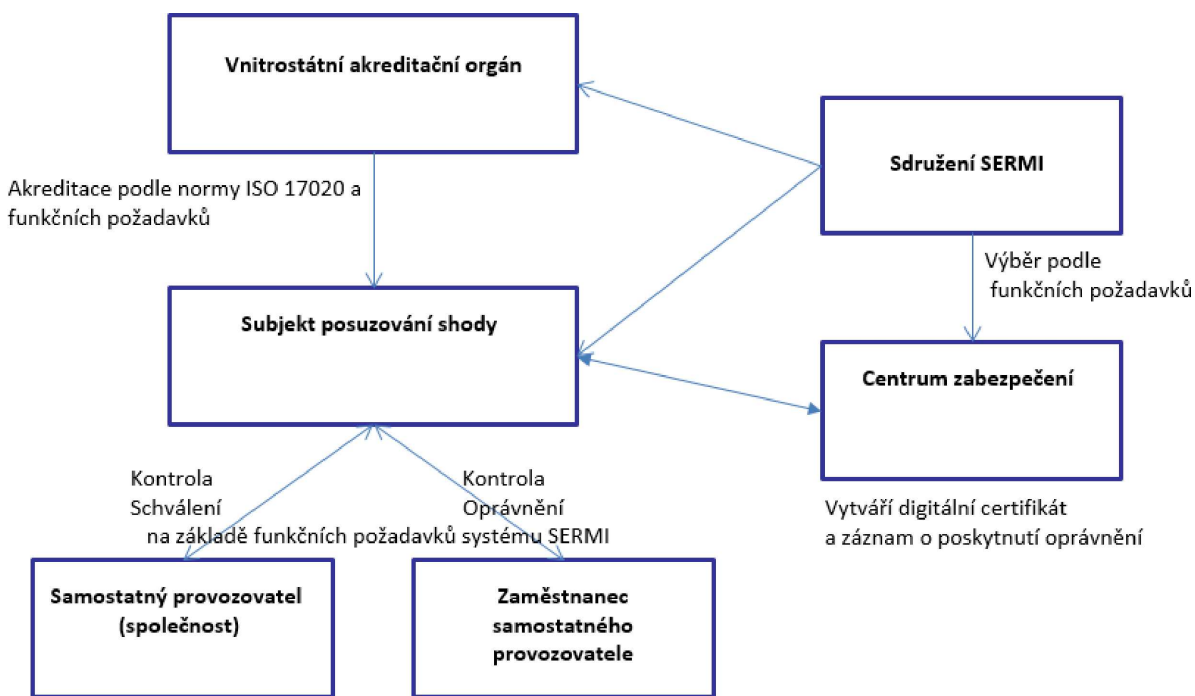 Vnitrostátní akreditační orgán
Sdružení SERMI
Akreditace podle normy ISO 17020 a
funkčních požadavků
Výběr podle
funkčních požadavků
Subjekt posuzování shody
Centrum zabezpečení
Kontrola
Schválení
Kontrola
Oprávnění
na základě funkčních požadavků systému SERMI
Vytváří digitální certifikát
a záznam o poskytnutí oprávnění
Samostatný provozovatel
(společnost)
Zaměstnanec
samostatného
provozovatele